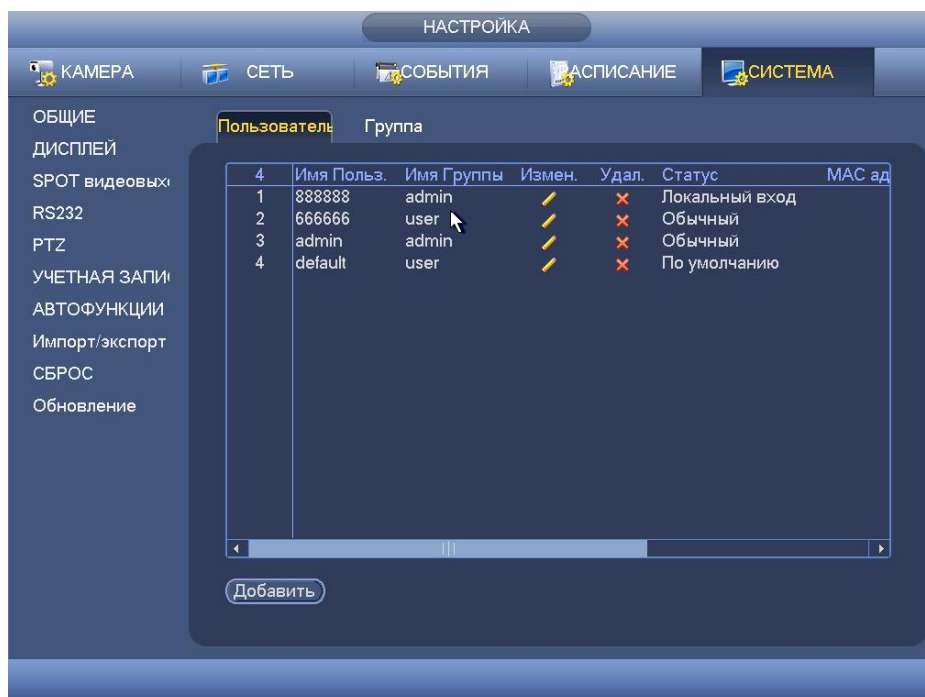 НАСТРОЙКА
КАМЕРА СЕТЬ СОБЫТИЯ АСПИСАНИЕ СИСТЕМА
ОБЩИЕ
ДИСПЛЕЙ
SPOT видеовых
RS232
PTZ
УЧЕТНАЯ ЗАПИ
АВТОФУНКЦИИ
Импорт/экспорт
СБРОС
Обновление
Пользователь Группа
4 Имя Польз. Имя Группы Измен. Удал. Статус MAC ад
1 888888 admin Локальный вход
2 666666 user Обычный
3 admin admin Обычный
4 default user По умолчанию
Добавить